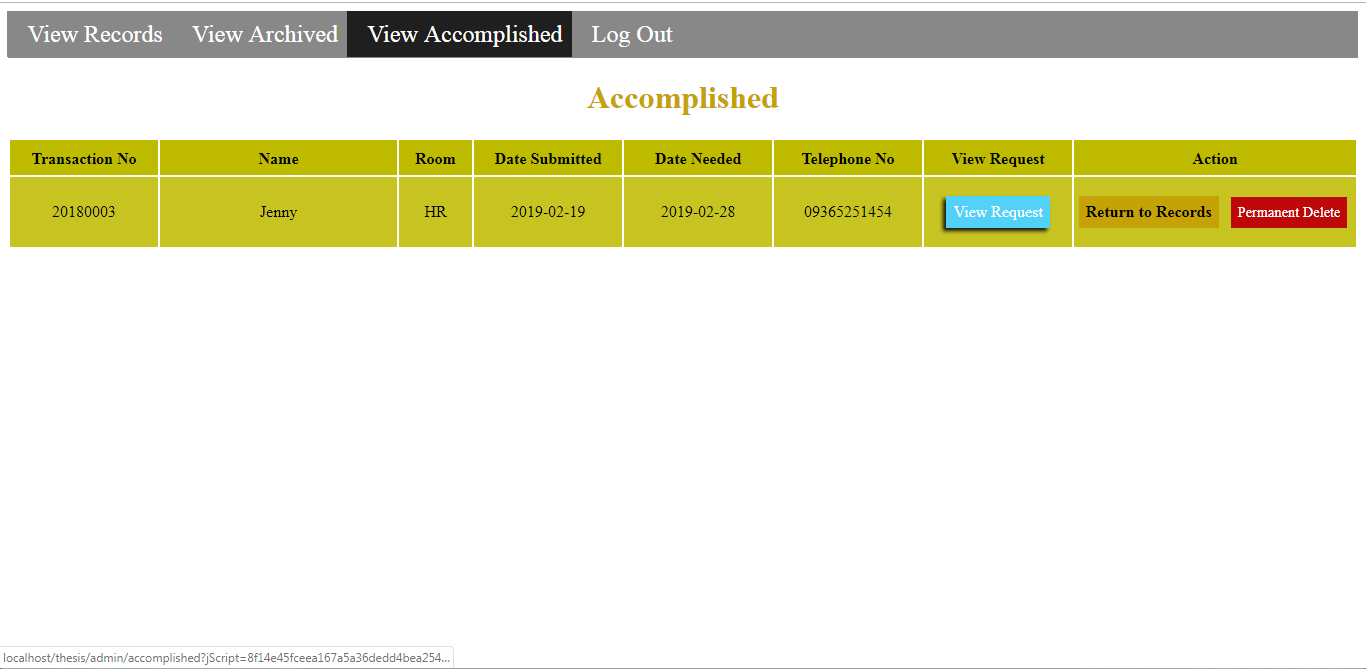 View Records View Archived View Accomplished Log Out
Accomplished
Transaction No Name Room Date Submitted Date Needed Telephone No View Request Action
20180003 Jenny HR 2019-02-19 2019-02-28 09365251454 View Request Return to Records Permanent Delete
localhost/thesis/admin/accomplished?jScript=8f14e45fceea167a5a36dedd4bea254...